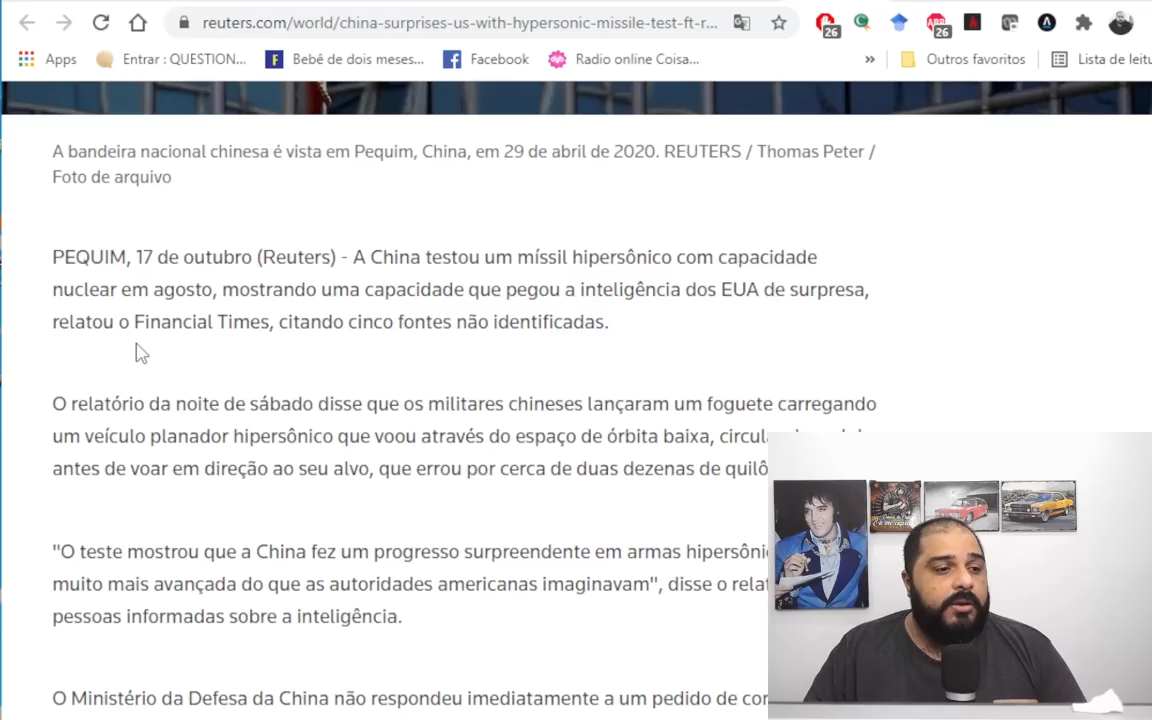 reuters.com/world/china-surprises-us-with-hypersonic-missile-test-ft-r...
26
26
Apps
Entrar : QUESTION...
Bebê de dois meses...
Facebook
Radio online Coisa...
»
Outros favoritos
Lista de leitu
A bandeira nacional chinesa é vista em Pequim, China, em 29 de abril de 2020. REUTERS / Thomas Peter /
Foto de arquivo
PEQUIM, 17 de outubro (Reuters) - A China testou um míssil hipersônico com capacidade
nuclear em agosto, mostrando uma capacidade que pegou a inteligência dos EUA de surpresa,
relatou o Financial Times, citando cinco fontes não identificadas.
O relatório da noite de sábado disse que os militares chineses lançaram um foguete carregando
um veículo planador hipersônico que voou através do espaço de órbita baixa,
antes de voar em direção ao seu alvo, que errou por cerca de duas dezenas de quilô
"O teste mostrou que a China fez um progresso surpreendente em armas hipersôni
muito mais avançada do que as autoridades americanas imaginavam", disse o relat
pessoas informadas sobre a inteligência.
O Ministério da Defesa da China não respondeu imediatamente a um pedido de cor